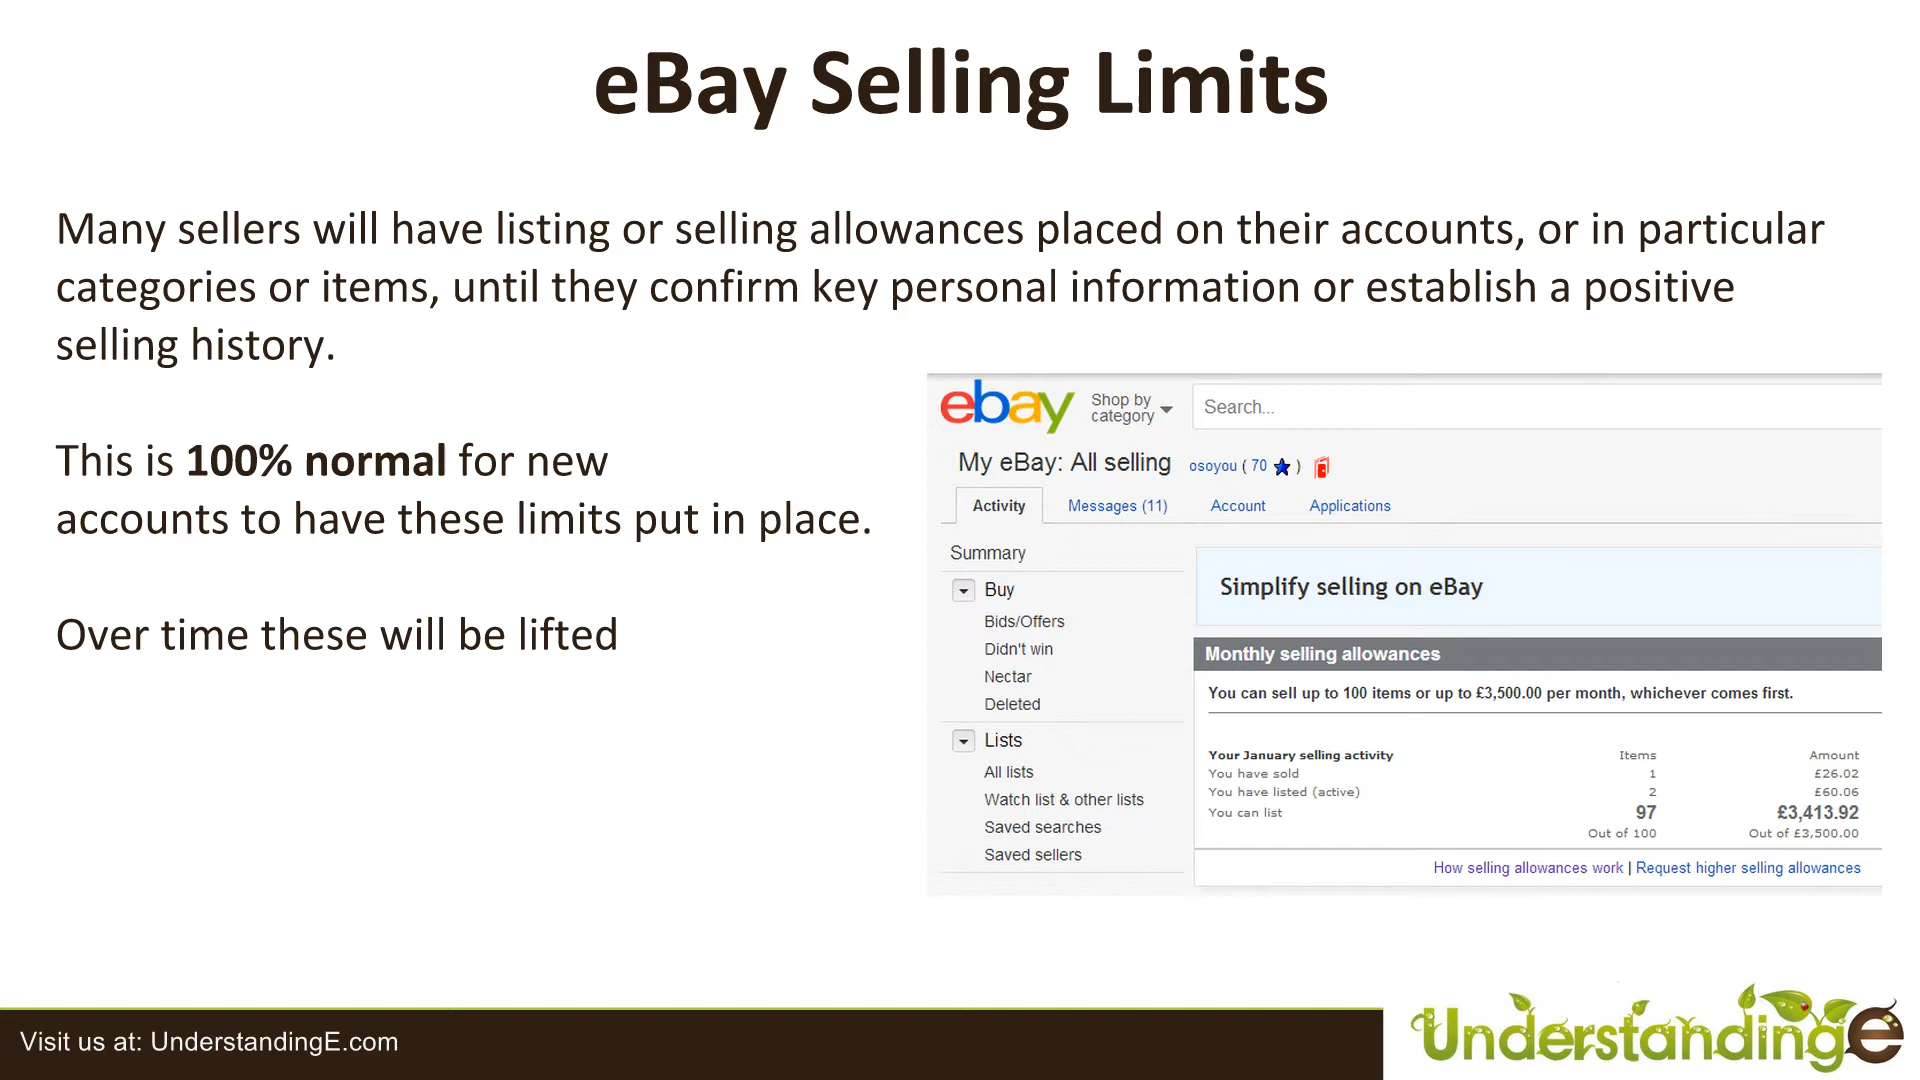 eBay Selling Limits
Many sellers will have listing or selling allowances placed on their accounts, or in particular
categories or items, until they confirm key personal information or establish a positive
selling history.
This is 100% normal for new
accounts to have these limits put in place.
Over time these will be lifted
ebay
Shop by
category
Search...
My eBay: All selling osoyou ( 70 )
Activity Messages (11) Account Applications
Summary
Buy
Bids/Offers
Didn't win
Nectar
Deleted
Lists
All lists
Watch list & other lists
Saved searches
Saved sellers
Simplify selling on eBay
Monthly selling allowances
You can sell up to 100 items or up to £3,500.00 per month, whichever comes first.
Your January selling activity Items Amount
You have sold 1 £26.02
You have listed (active) 2 £60.06
You can list 97 £3,413.92
Out of 100 Out of £3,500.00
How selling allowances work | Request higher selling allowances
Visit us at: UnderstandingE.com
UnderstandingE